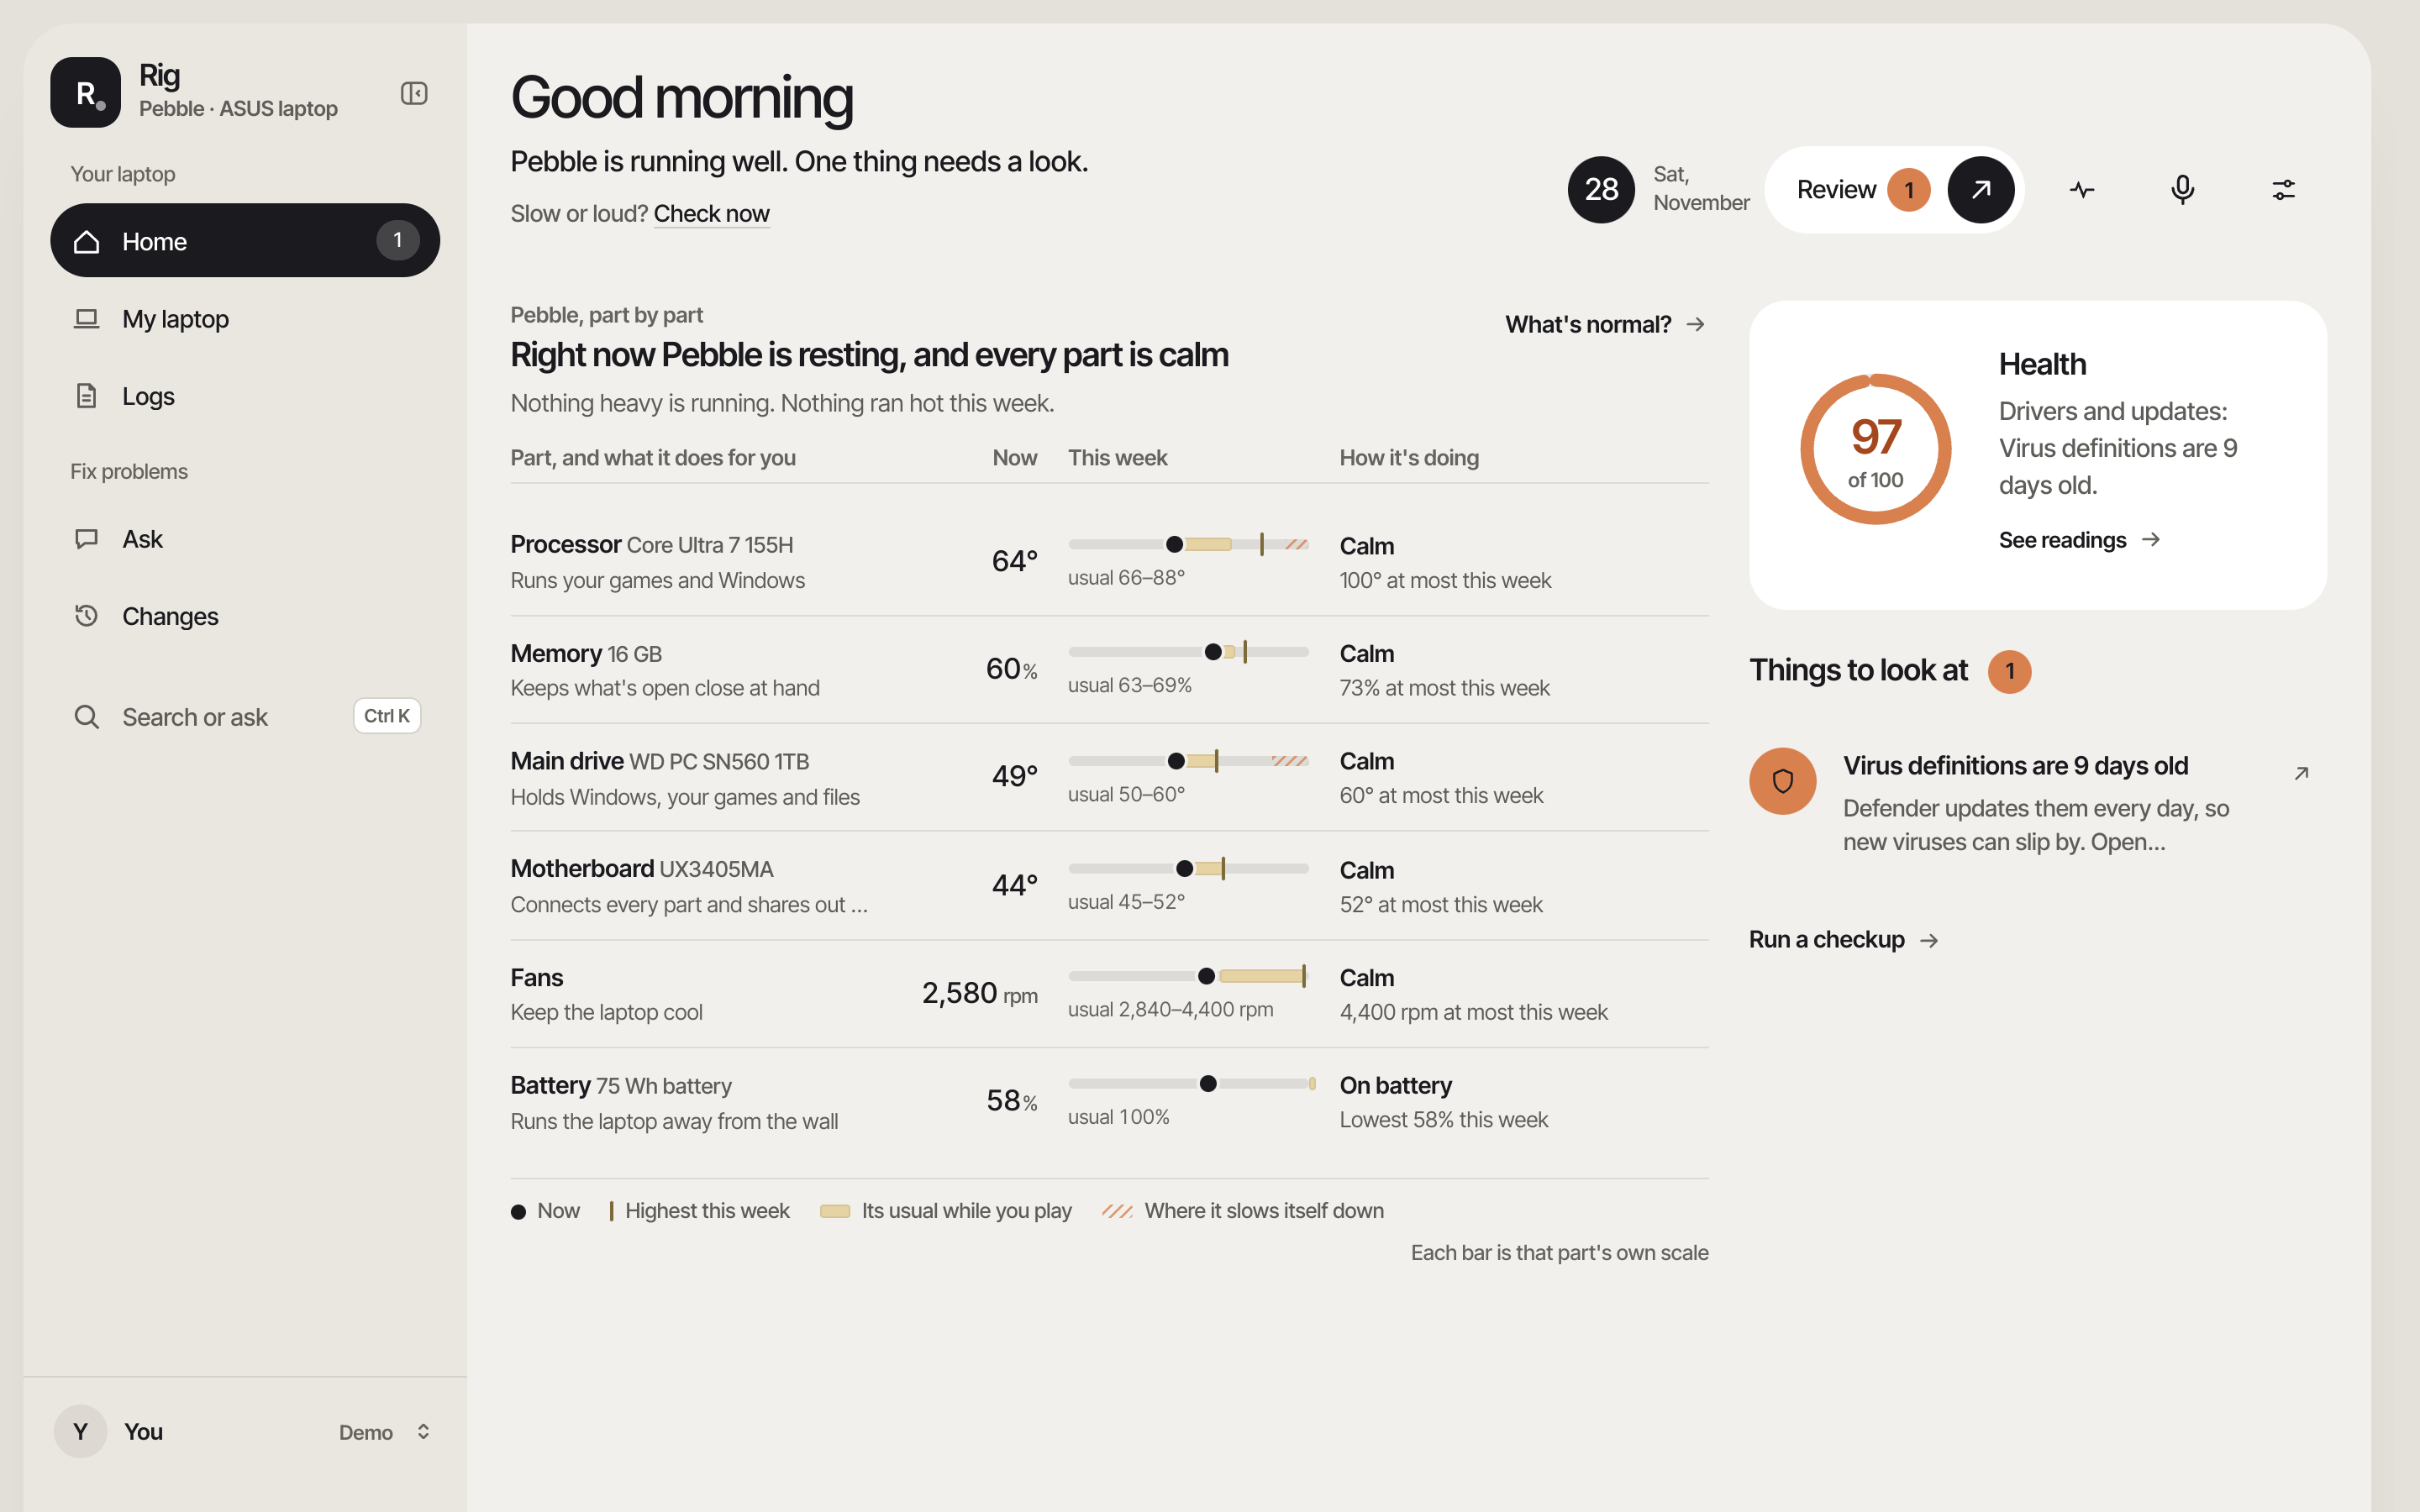 R.
Rig
Pebble · ASUS laptop
Your laptop
Home
1
My laptop
Logs
Fix problems
Ask
Changes
Search or ask
Ctrl K
Y
You
Demo
Good morning
Pebble is running well. One thing needs a look.
Slow or loud? Check now
28
Sat,
November
Review
1
Pebble, part by part
Right now Pebble is resting, and every part is calm
Nothing heavy is running. Nothing ran hot this week.
What's normal?
Part, and what it does for you
Now
This week
How it's doing
Processor Core Ultra 7 155H
Runs your games and Windows
64°
usual 66–88°
Calm
100° at most this week
Memory 16 GB
Keeps what's open close at hand
60%
usual 63–69%
Calm
73% at most this week
Main drive WD PC SN560 1TB
Holds Windows, your games and files
49°
usual 50–60°
Calm
60° at most this week
Motherboard UX3405MA
Connects every part and shares out ...
44°
usual 45–52°
Calm
52° at most this week
Fans
Keep the laptop cool
2,580 rpm
usual 2,840–4,400 rpm
Calm
4,400 rpm at most this week
Battery 75 Wh battery
Runs the laptop away from the wall
58%
usual 100%
On battery
Lowest 58% this week
Now
Highest this week
Its usual while you play
Where it slows itself down
Each bar is that part's own scale
97
of 100
Health
Drivers and updates:
Virus definitions are 9
days old.
See readings
Things to look at
1
Virus definitions are 9 days old
Defender updates them every day, so
new viruses can slip by. Open...
Run a checkup